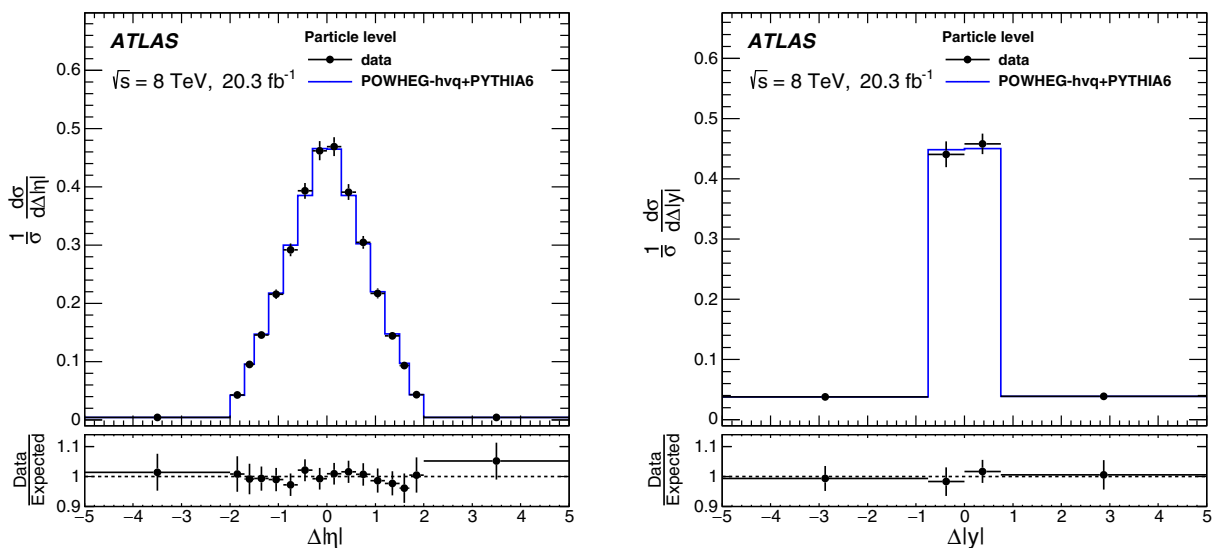 ATLAS
Particle level
data
√s = 8 TeV, 20.3 fb-1
POWHEG-hvq+PYTHIA6
1/σ dσ/dΔ|η|
0.6
0.5
0.4
0.3
0.2
0.1
0
Data/Expected
1.1
1
0.9
−5 −4 −3 −2 −1 0 1 2 3 4 5
Δ|η|
ATLAS
Particle level
data
√s = 8 TeV, 20.3 fb-1
POWHEG-hvq+PYTHIA6
1/σ dσ/dΔ|y|
0.6
0.5
0.4
0.3
0.2
0.1
0
Data/Expected
1.1
1
0.9
−5 −4 −3 −2 −1 0 1 2 3 4 5
Δ|y|